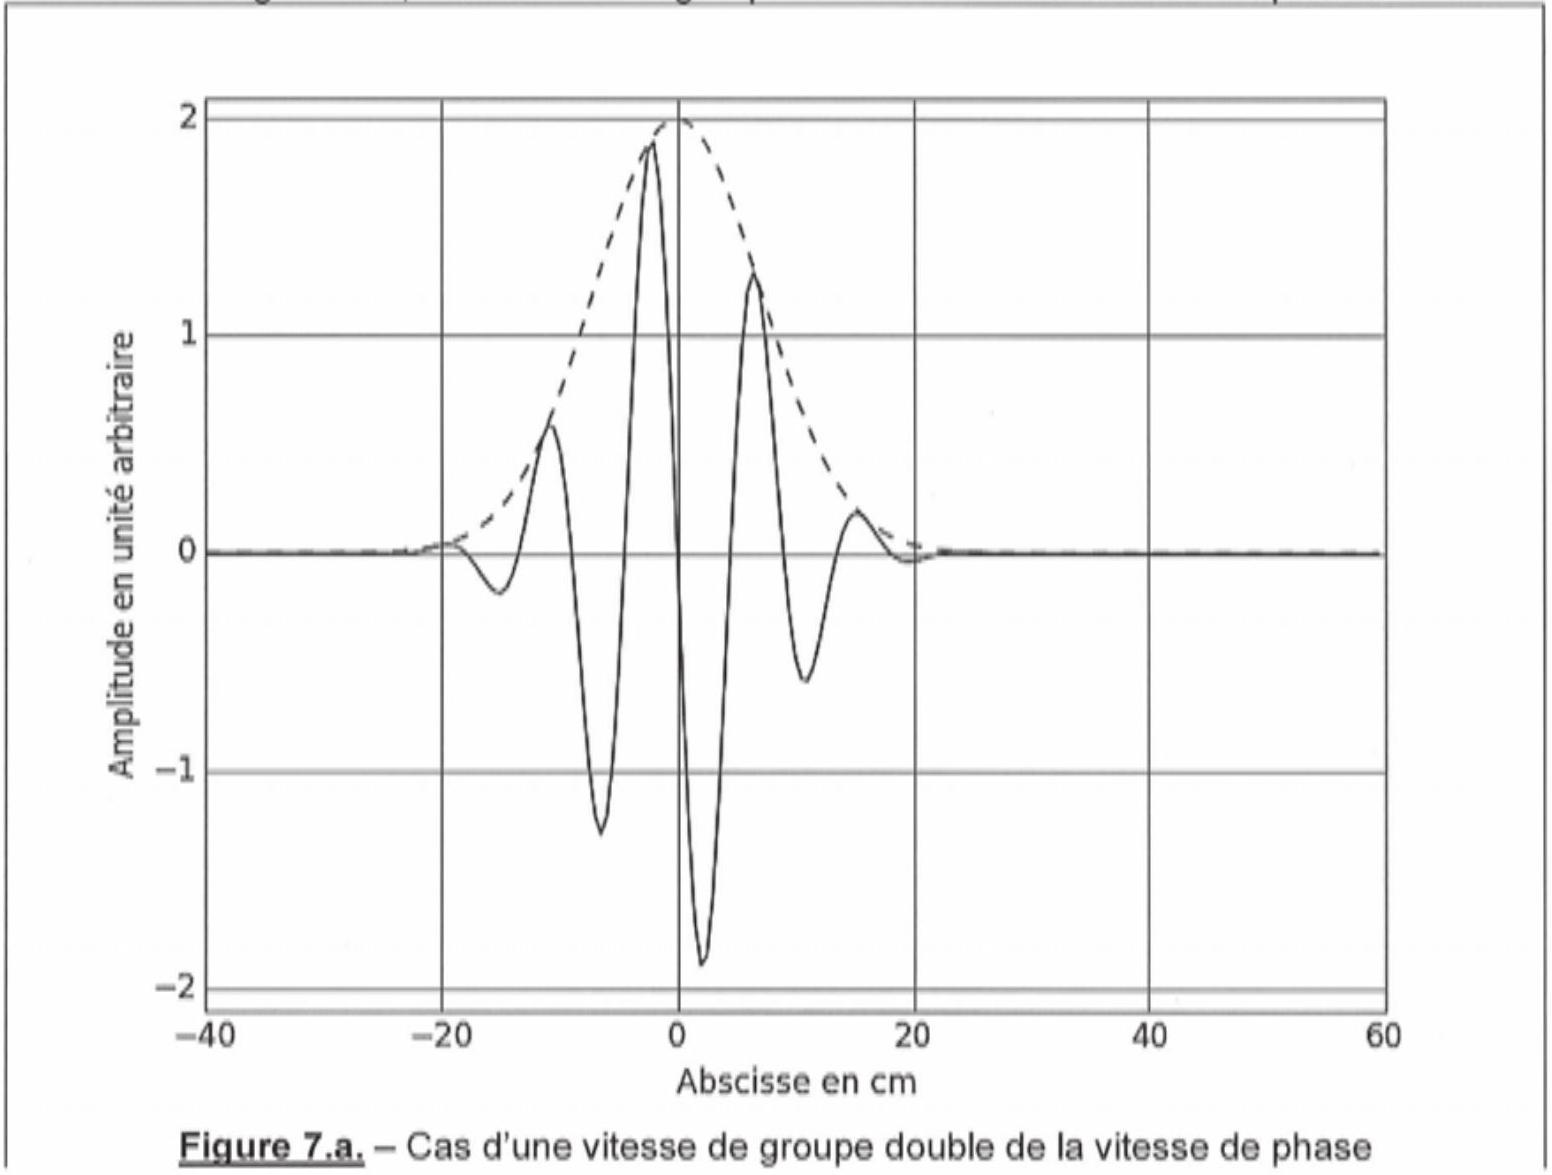 2
1
0
−1
−2
Amplitude en unité arbitraire
−40 −20 0 20 40 60
Abscisse en cm
Figure 7.a. – Cas d'une vitesse de groupe double de la vitesse de phase